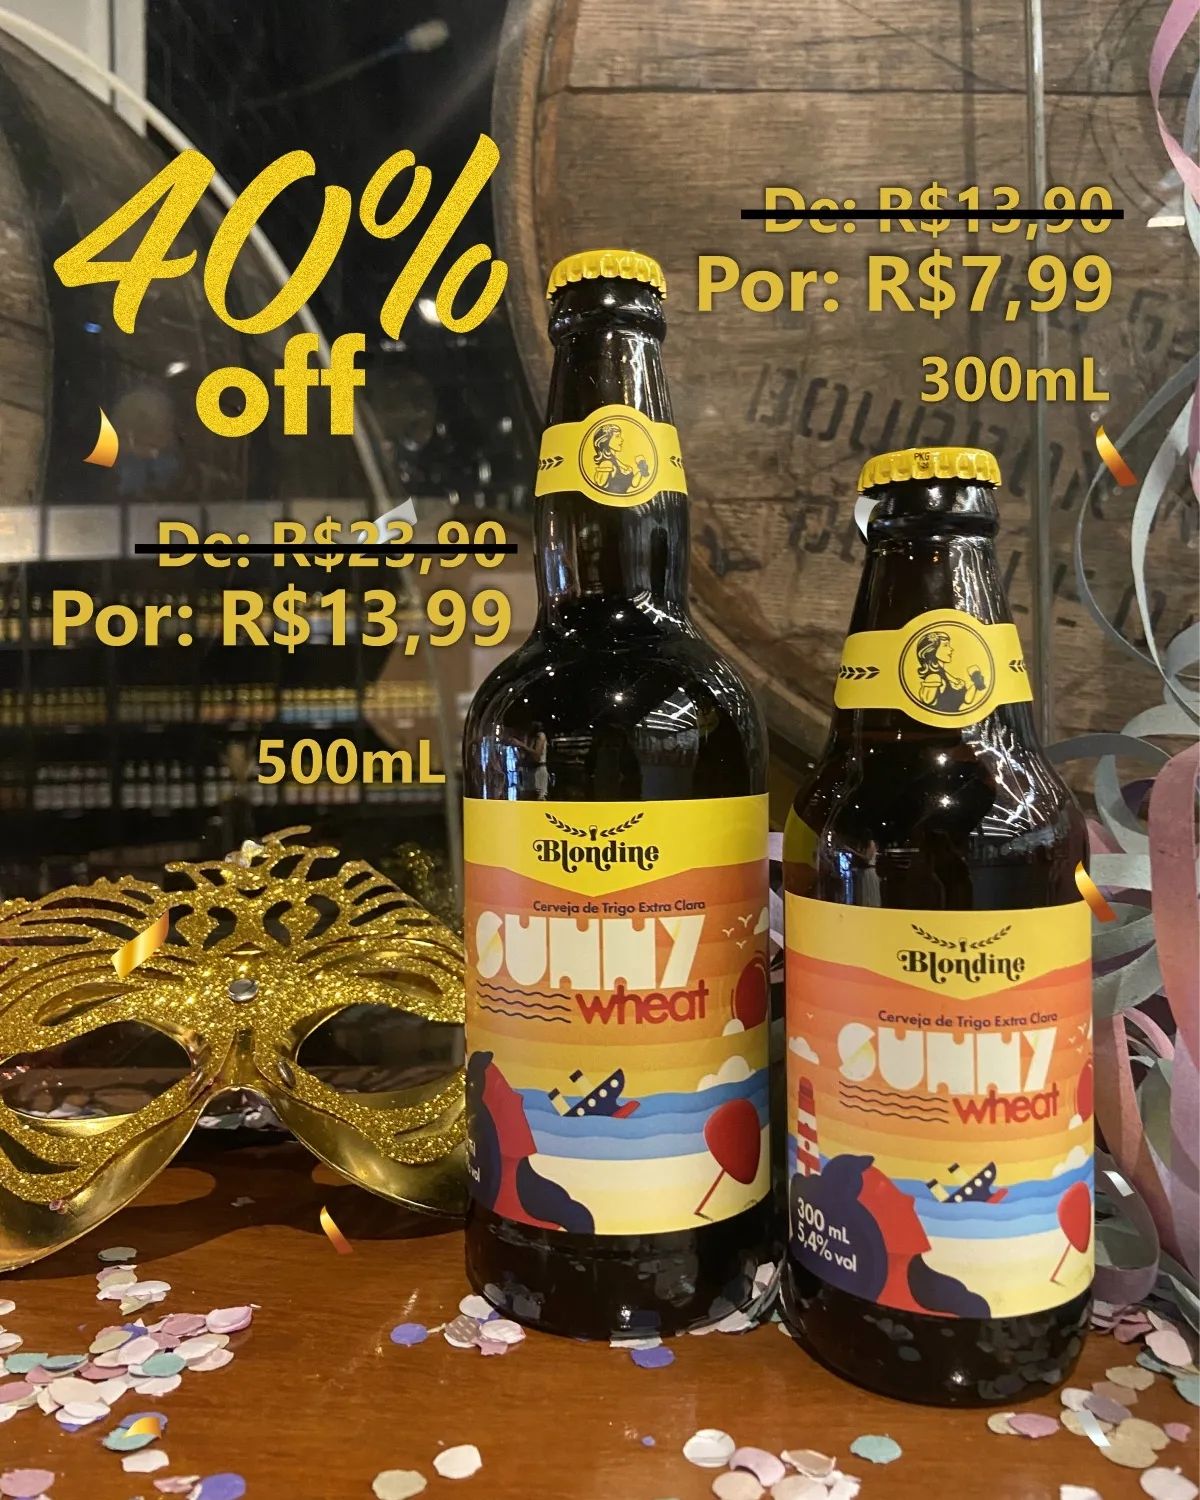 40%
off
De: R$13,90
Por: R$7,99
300mL
De: R$23,90
Por: R$13,99
500mL
Blondine
Cerveja de Trigo Extra Clara
SUNNY
wheat
PKG
Blondine
Cerveja de Trigo Extra Clara
SUNNY
wheat
300 mL
5,4% vol